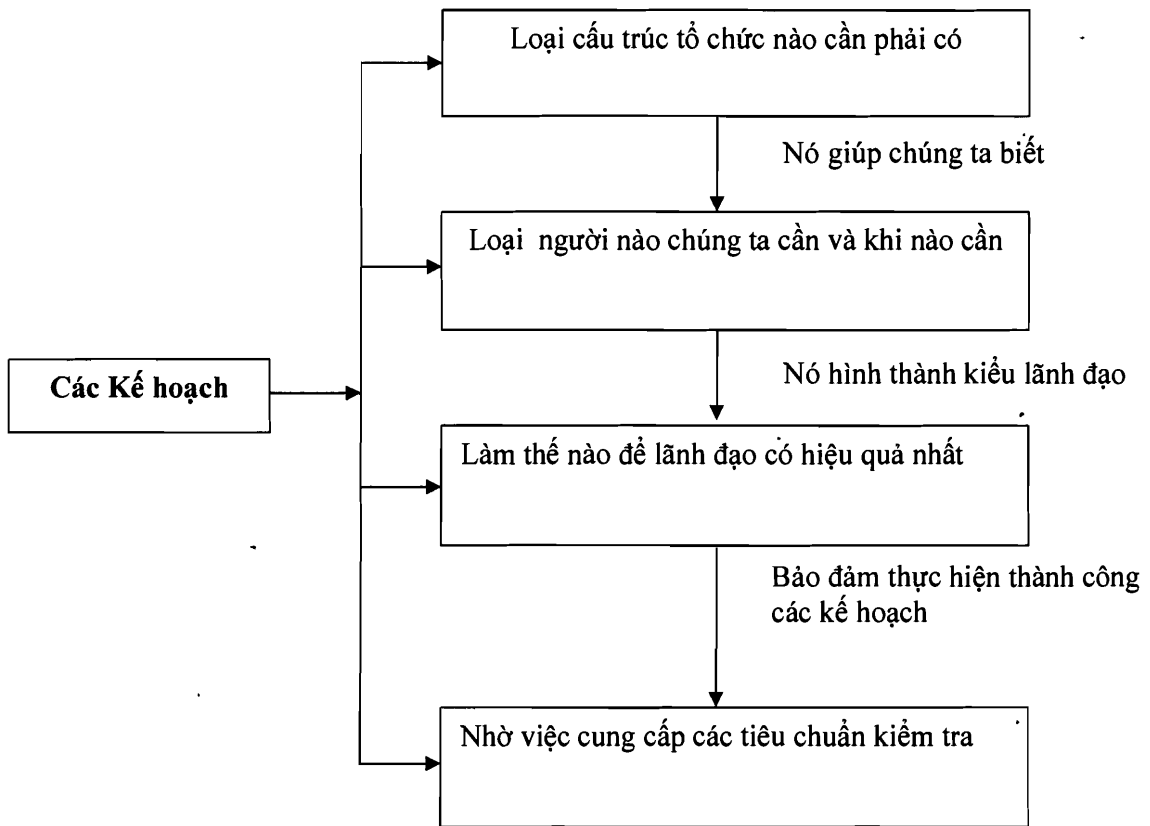 Loại cấu trúc tổ chức nào cần phải có
Nó giúp chúng ta biết
Loại người nào chúng ta cần và khi nào cần
Nó hình thành kiểu lãnh đạo
Các Kế hoạch
Làm thế nào để lãnh đạo có hiệu quả nhất
Bảo đảm thực hiện thành công
các kế hoạch
Nhờ việc cung cấp các tiêu chuẩn kiểm tra